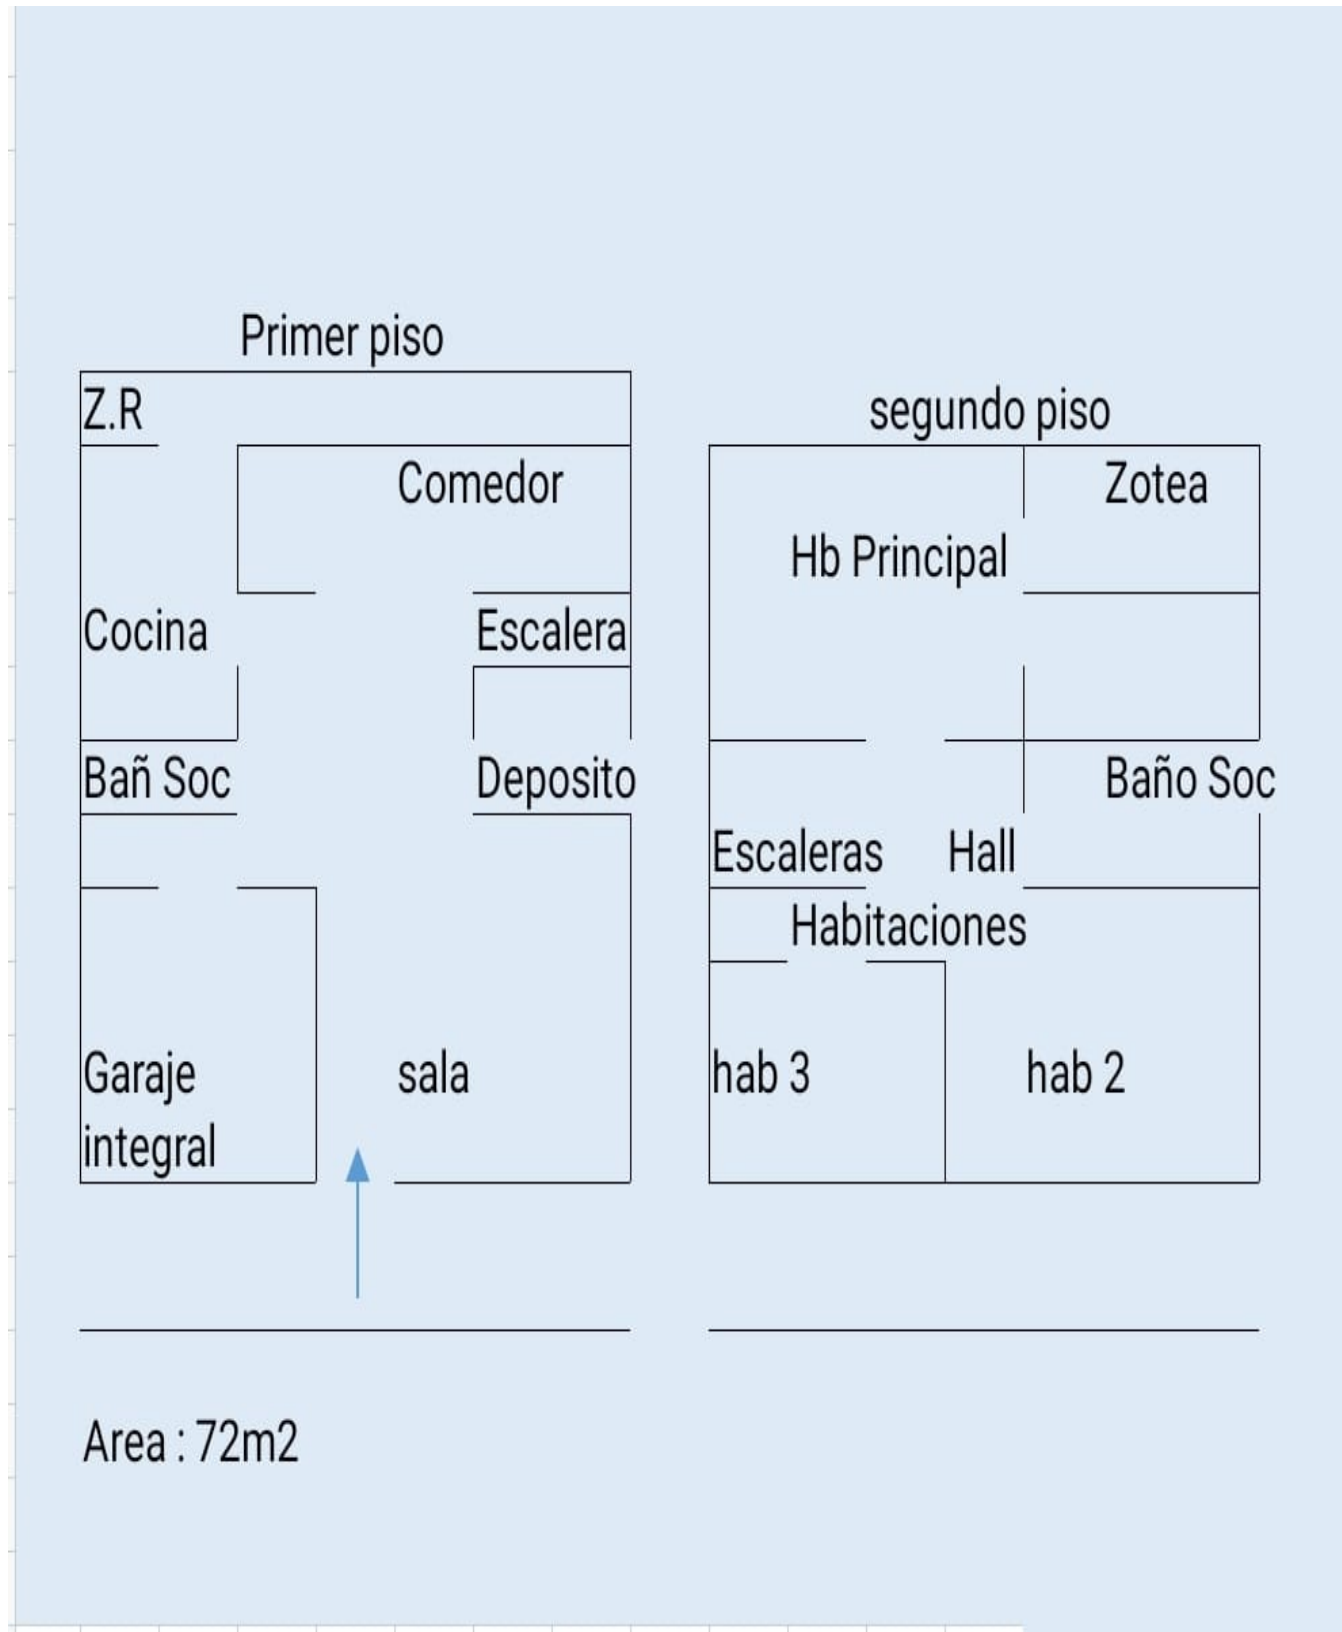 Primer piso
Z.R
Comedor
Cocina
Escalera
Bañ Soc
Deposito
Garaje
integral
sala
segundo piso
Zotea
Hb Principal
Baño Soc
Escaleras
Hall
Habitaciones
hab 3
hab 2
Area : 72m2